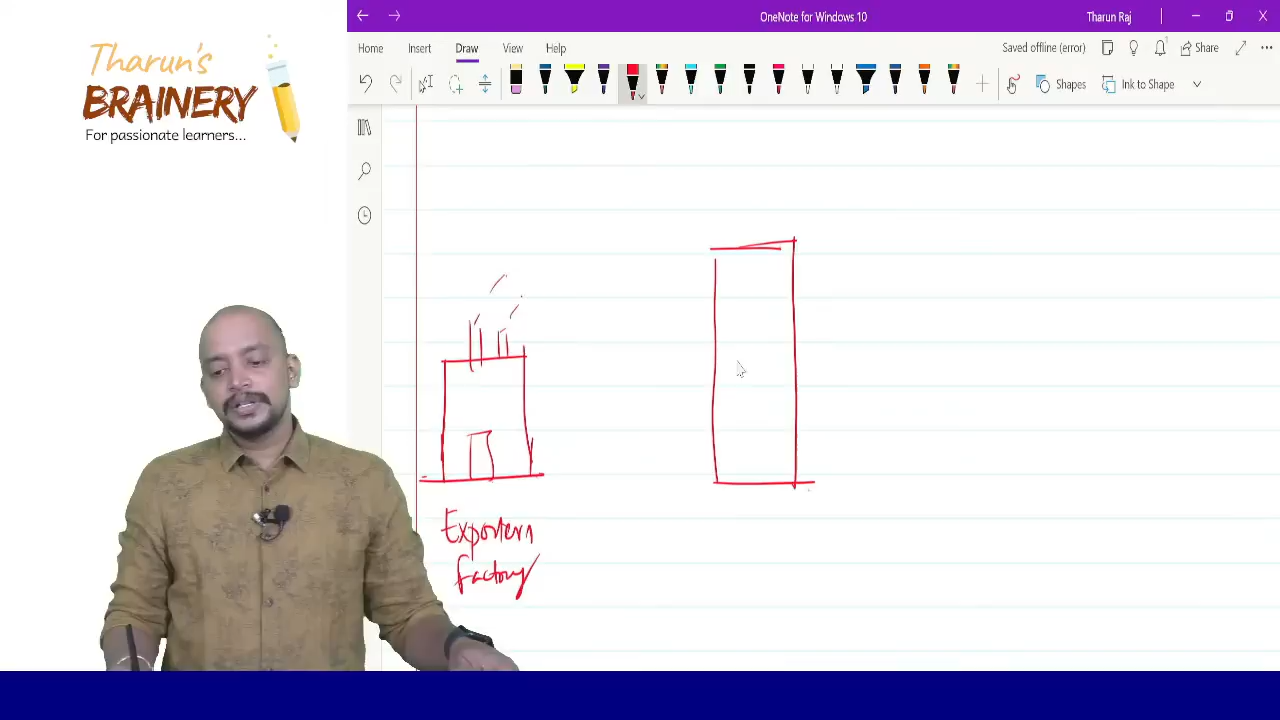 Tharun's
BRAINERY
For passionate learners...
OneNote for Windows 10
Tharun Raj
Home Insert Draw View Help
Saved offline (error)
Share
Shapes
Ink to Shape
Exporters
factory